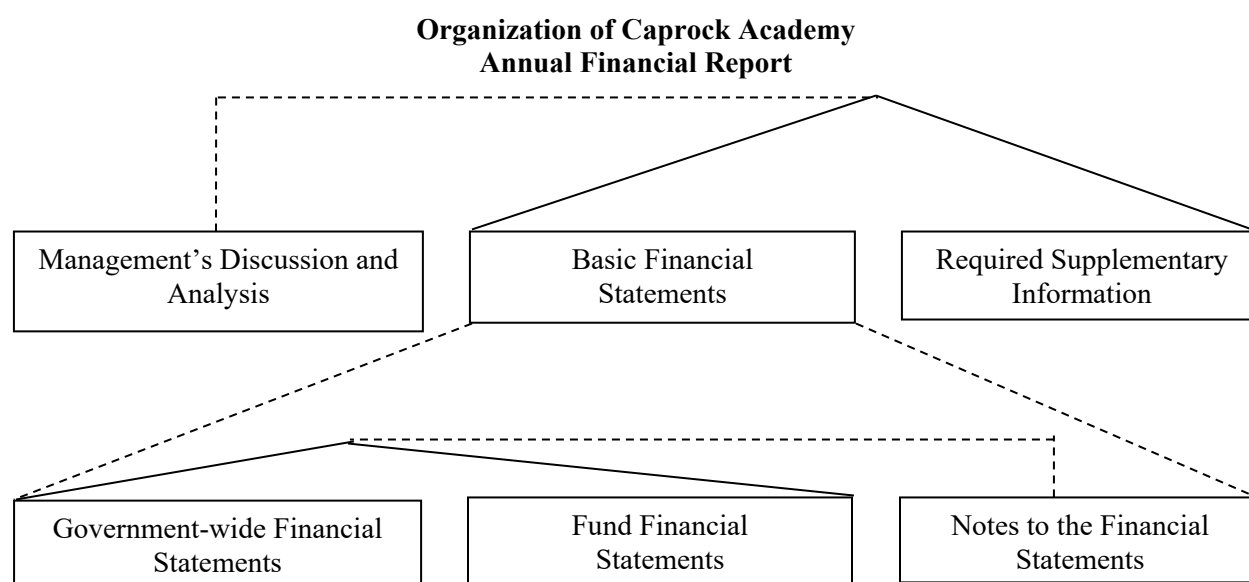 Organization of Caprock Academy
Annual Financial Report
Management’s Discussion and
Analysis
Basic Financial
Statements
Required Supplementary
Information
Government-wide Financial
Statements
Fund Financial
Statements
Notes to the Financial
Statements